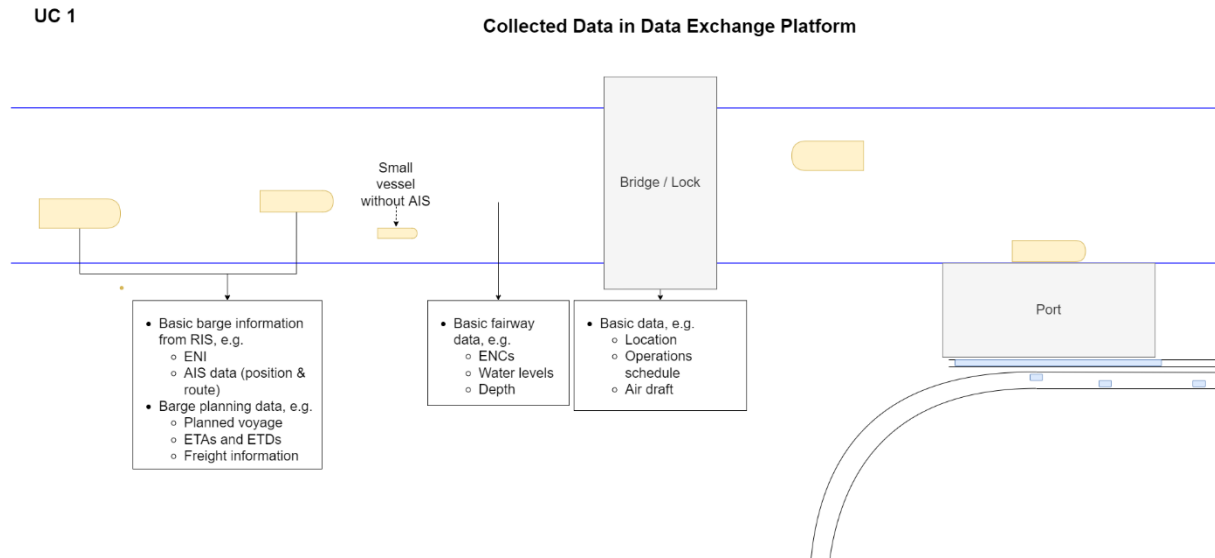 UC 1
Collected Data in Data Exchange Platform
Small
vessel
without AIS
Bridge / Lock
Port
• Basic barge information
from RIS, e.g.
○ ENI
○ AIS data (position &
route)
• Barge planning data, e.g.
○ Planned voyage
○ ETAs and ETDs
○ Freight information
• Basic fairway
data, e.g.
○ ENCs
○ Water levels
○ Depth
• Basic data, e.g.
○ Location
○ Operations
schedule
○ Air draft